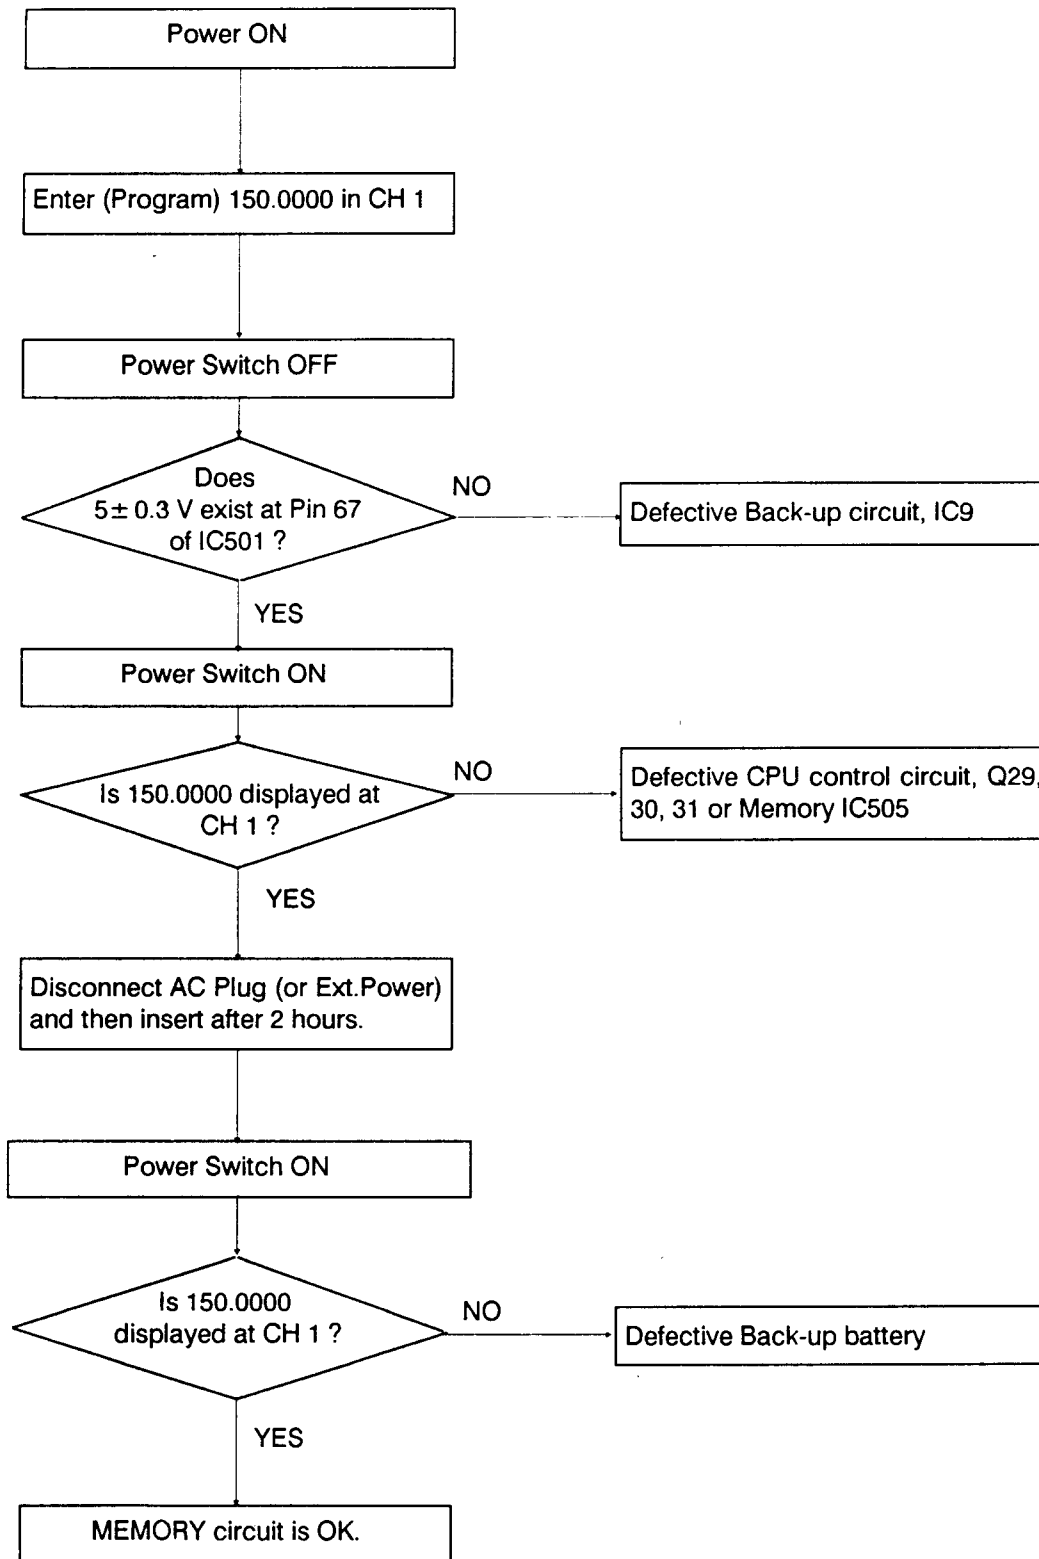 Power ON
Enter (Program) 150.0000 in CH 1
Power Switch OFF
Does
5± 0.3 V exist at Pin 67
of IC501 ?
NO
Defective Back-up circuit, IC9
YES
Power Switch ON
Is 150.0000 displayed at
CH 1 ?
NO
Defective CPU control circuit, Q29,
30, 31 or Memory IC505
YES
Disconnect AC Plug (or Ext.Power)
and then insert after 2 hours.
Power Switch ON
Is 150.0000
displayed at CH 1 ?
NO
Defective Back-up battery
YES
MEMORY circuit is OK.